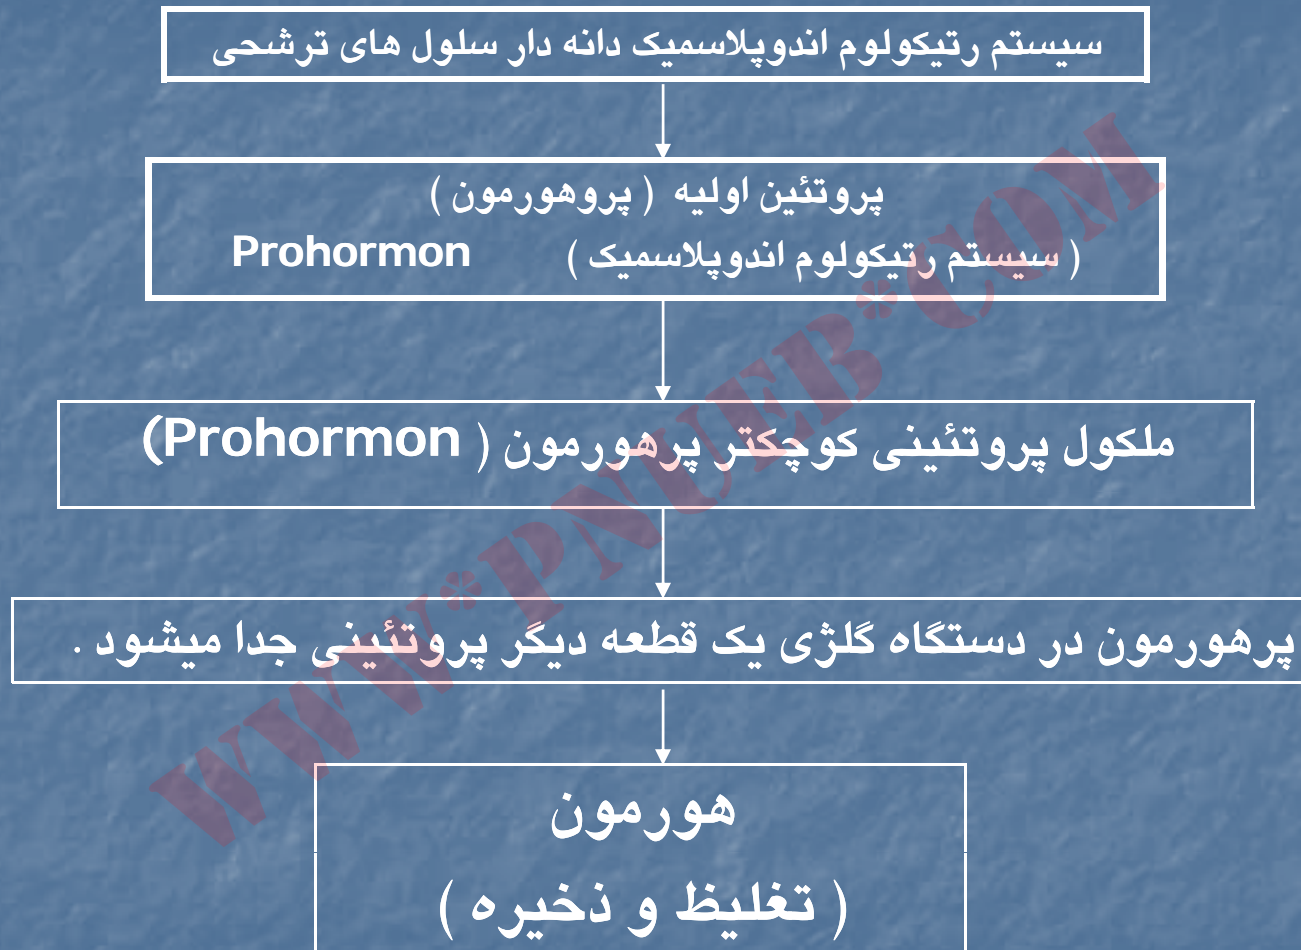 سیستم رتیکولوم اندوپلاسمیک دانه دار سلول های ترشحی
پروتئین اولیه ( پروهورمون )
( سیستم رتیکولوم اندوپلاسمیک ) Prohormon
ملکول پروتئینی کوچکتر پرهورمون ( Prohormon)
پرهورمون در دستگاه گلژی یک قطعه دیگر پروتئینی جدا میشود .
هورمون
( تغلیظ و ذخیره )
WWW*PNUEB*COM